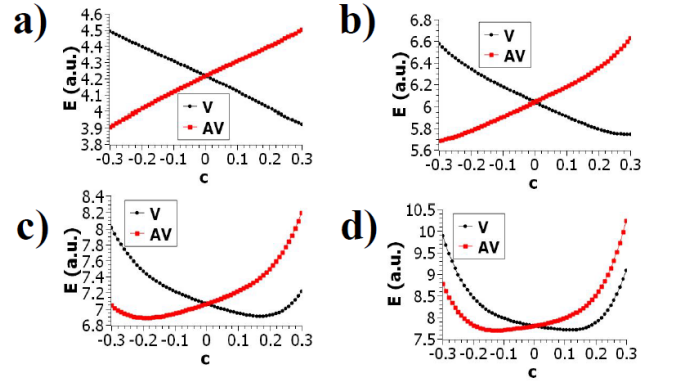 a)
E (a.u.)
4.5
4.4
4.3
4.2
4.1
4
3.9
3.8
V
AV
-0.3 -0.2 -0.1 0 0.1 0.2 0.3
c
b)
E (a.u.)
6.8
6.6
6.4
6.2
6
5.8
5.6
V
AV
-0.3 -0.2 -0.1 0 0.1 0.2 0.3
c
c)
E (a.u.)
8.4
8.2
8
7.8
7.6
7.4
7.2
7
6.8
V
AV
-0.3 -0.2 -0.1 0 0.1 0.2 0.3
c
d)
E (a.u.)
10.5
10
9.5
9
8.5
8
7.5
V
AV
-0.3 -0.2 -0.1 0 0.1 0.2 0.3
c